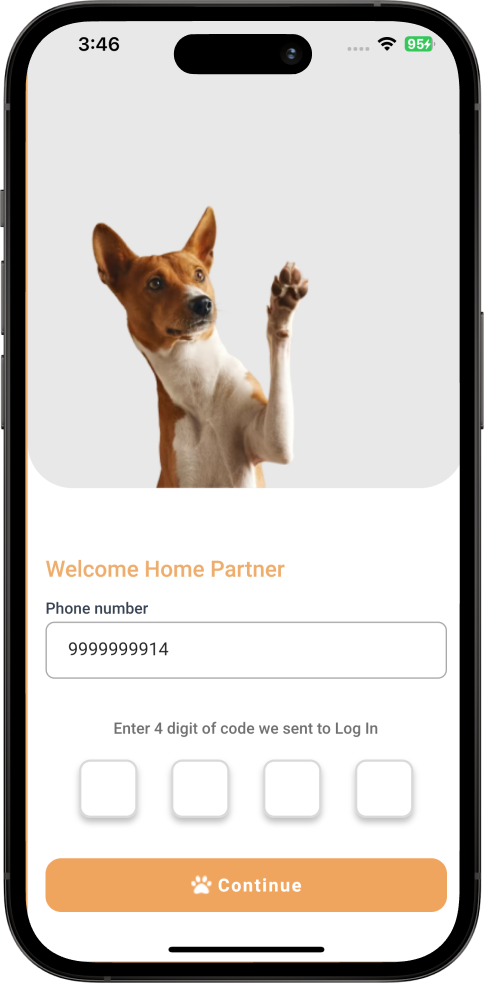 3:46
95
Welcome Home Partner
Phone number
9999999914
Enter 4 digit of code we sent to Log In
Continue